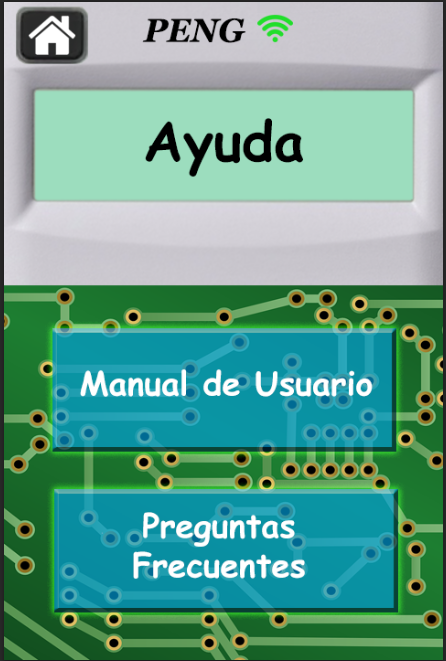 PENG
Ayuda
Manual de Usuario
Preguntas
Frecuentes